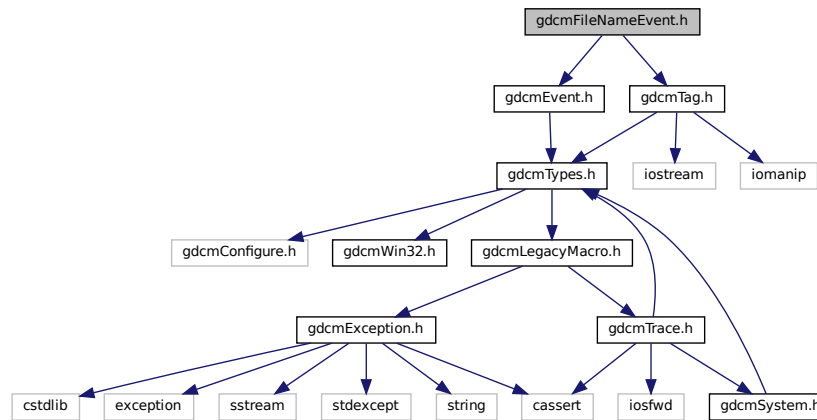 gdcmFileNameEvent.h
gdcmEvent.h
gdcmTag.h
gdcmTypes.h
iostream
iomanip
gdcmConfigure.h
gdcmWin32.h
gdcmLegacyMacro.h
gdcmException.h
gdcmTrace.h
cstdlib
exception
sstream
stdexcept
string
cassert
iosfwd
gdcmSystem.h